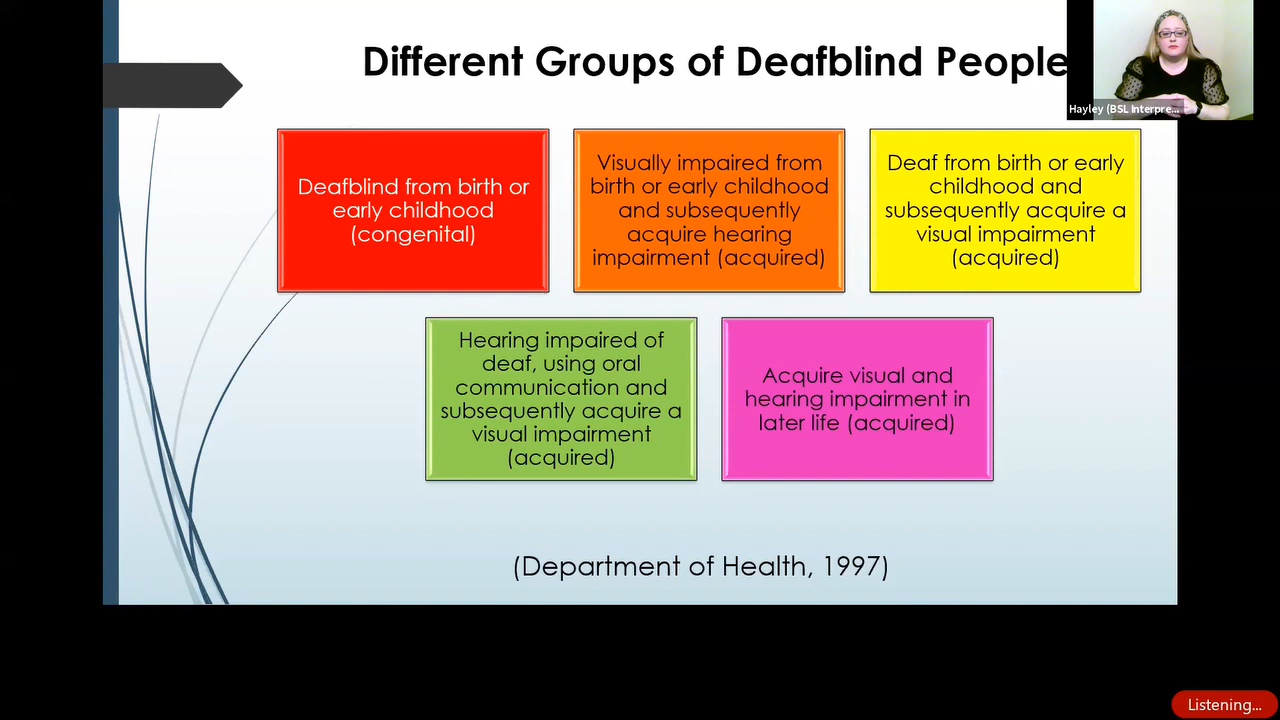 Different Groups of Deafblind People
Hayley (BSL Interpre...
Deafblind from birth or
early childhood
(congenital)
Visually impaired from
birth or early childhood
and subsequently
acquire hearing
impairment (acquired)
Deaf from birth or early
childhood and
subsequently acquire a
visual impairment
(acquired)
Hearing impaired of
deaf, using oral
communication and
subsequently acquire a
visual impairment
(acquired)
Acquire visual and
hearing impairment in
later life (acquired)
(Department of Health, 1997)
Listening...